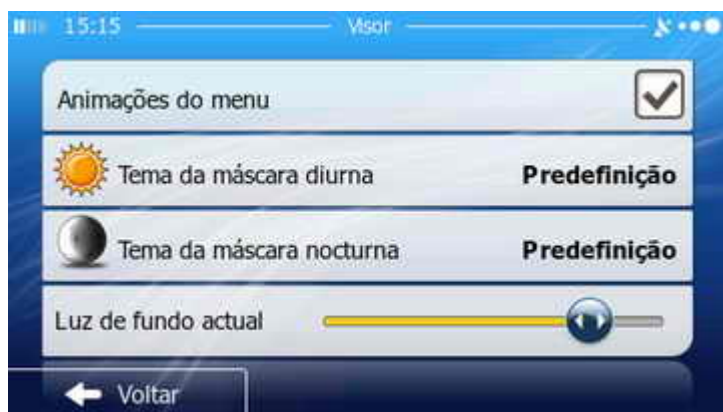 15:15 Visor
Animações do menu
Tema da máscara diurna Predefinição
Tema da máscara nocturna Predefinição
Luz de fundo actual
Voltar